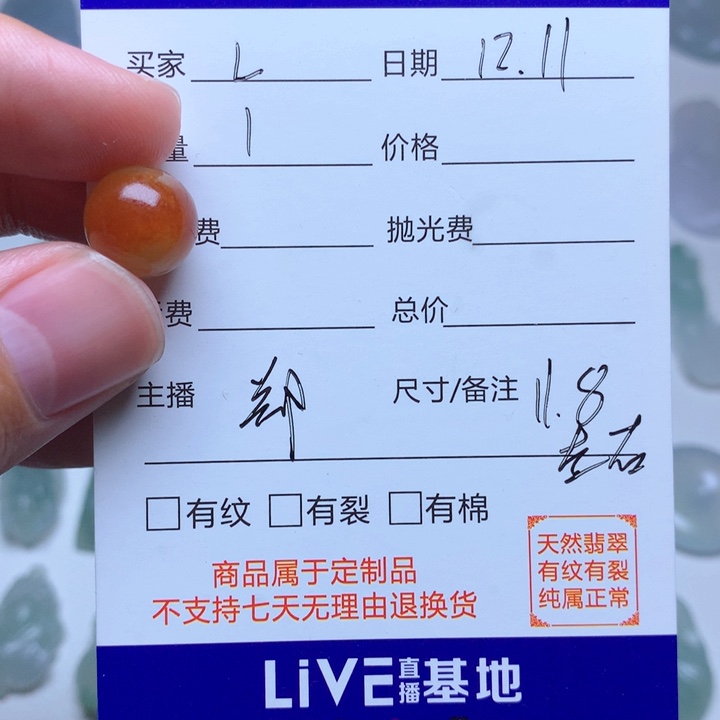 买家 L 日期 12.11
量 1 价格
费 抛光费
费 总价
主播 郑 尺寸/备注 11.8
左右
有纹 有裂 有棉
商品属于定制品
不支持七天无理由退换货
天然翡翠
有纹有裂
纯属正常
LiVE直播基地